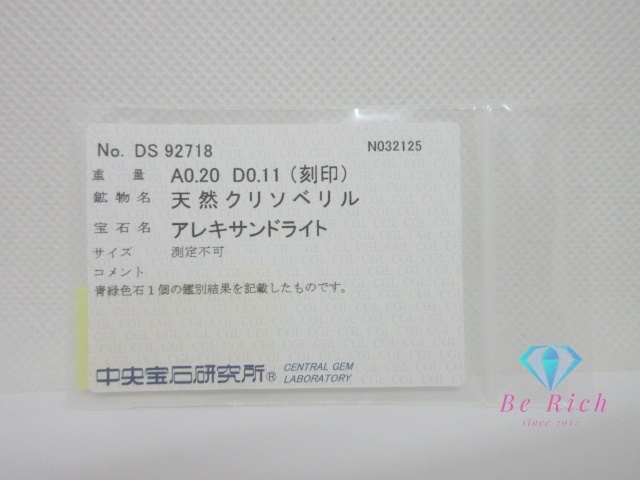 No. DS 92718 N032125
重量 A0.20 D0.11（刻印）
鉱物名 天然クリソベリル
宝石名 アレキサンドライト
サイズ 測定不可
コメント
青緑色石１個の鑑別結果を記載したものです。
中央宝石研究所® CENTRAL GEM
LABORATORY
Be Rich
since 2012